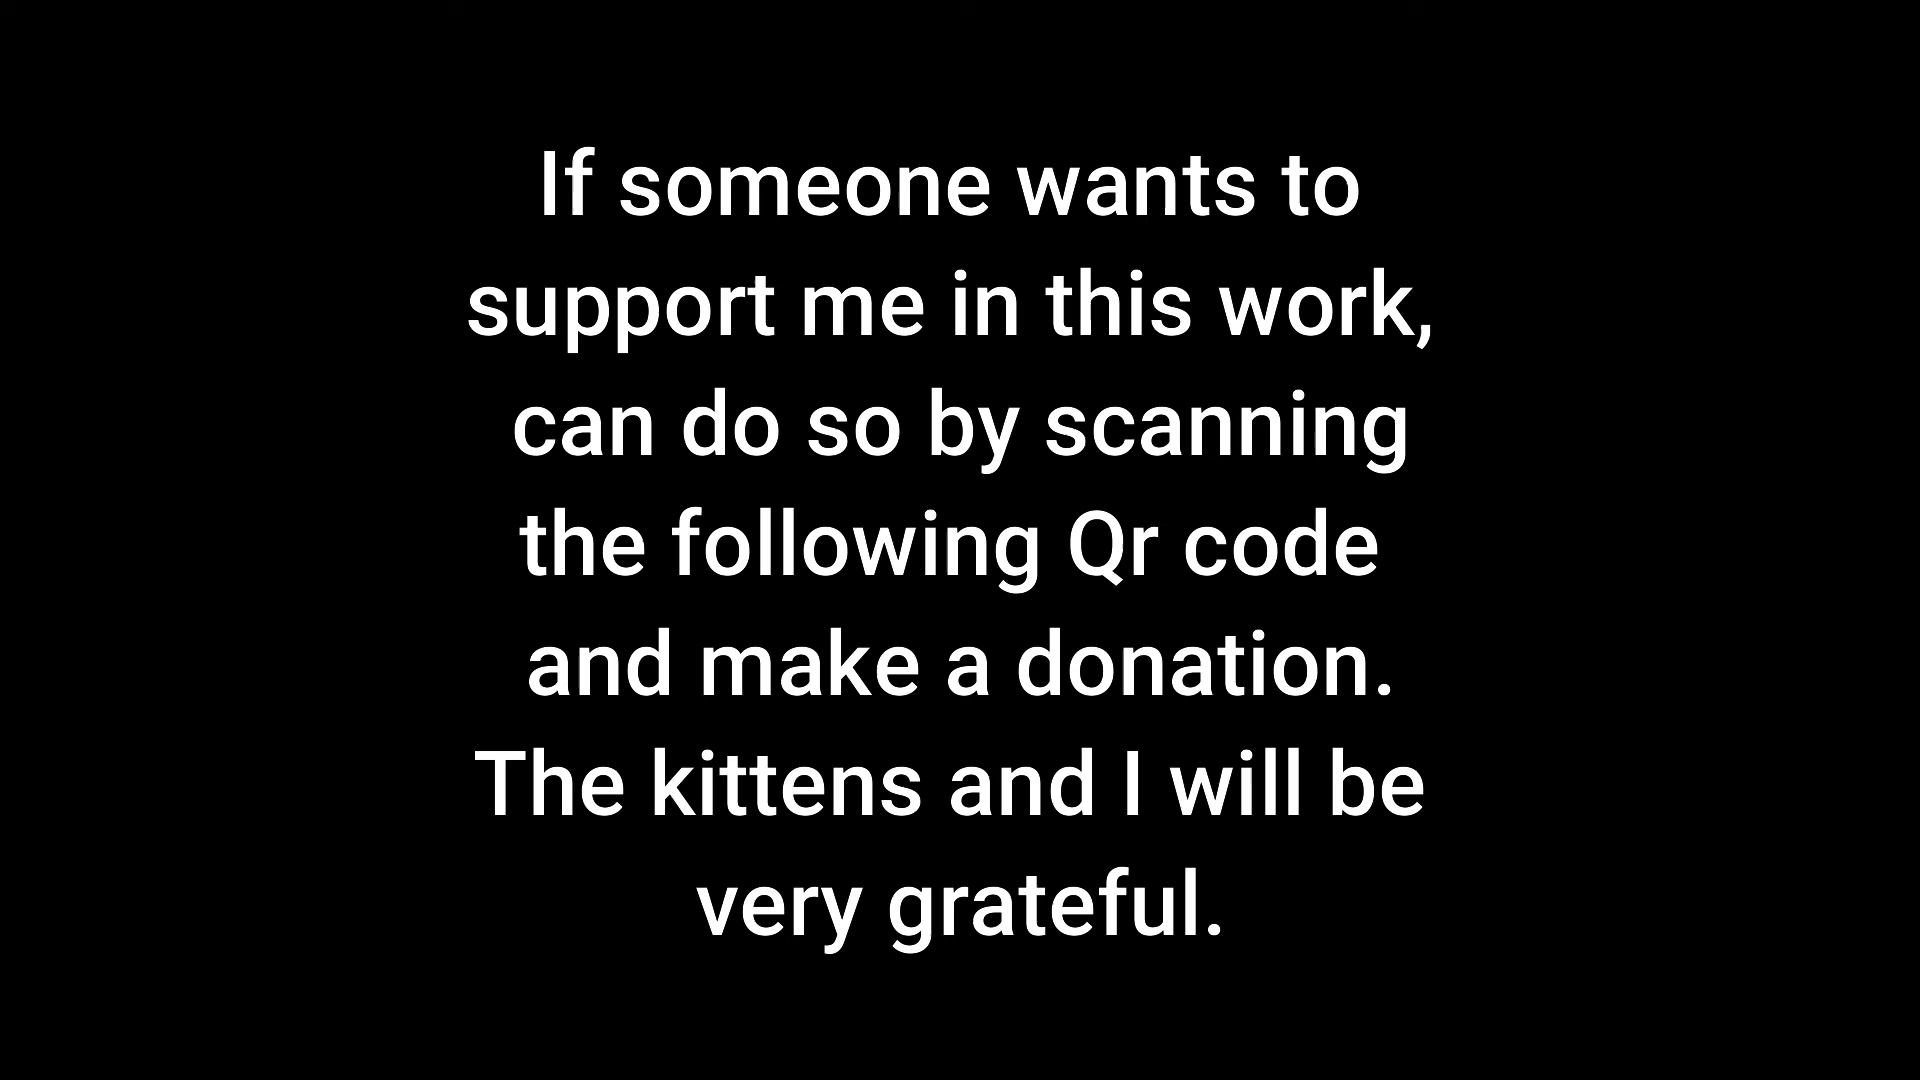 If someone wants to
support me in this work,
can do so by scanning
the following Qr code
and make a donation.
The kittens and I will be
very grateful.